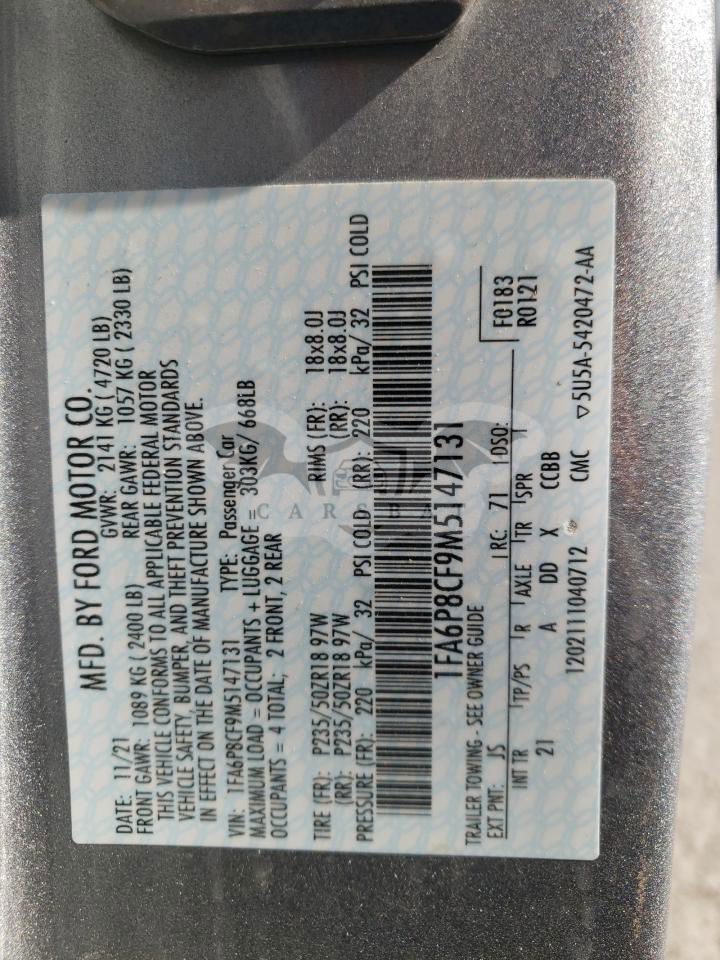 MFD. BY FORD MOTOR CO.
DATE: 11/21 GVWR: 2141 KG ( 4720 LB)
FRONT GAWR: 1089 KG ( 2400 LB) REAR GAWR: 1057 KG ( 2330 LB)
THIS VEHICLE CONFORMS TO ALL APPLICABLE FEDERAL MOTOR
VEHICLE SAFETY, BUMPER, AND THEFT PREVENTION STANDARDS
IN EFFECT ON THE DATE OF MANUFACTURE SHOWN ABOVE.
VIN: 1FA6P8CF9M5147131 TYPE: Passenger Car
MAXIMUM LOAD = OCCUPANTS + LUGGAGE = 303KG/ 668LB
OCCUPANTS = 4 TOTAL; 2 FRONT, 2 REAR
TIRE (FR): P235/50ZR18 97W RIMS (FR): 18x8.0J
(RR): P235/50ZR18 97W (RR): 18x8.0J
PRESSURE (FR): 220 kPa/ 32 PSI COLD (RR): 220 kPa/ 32 PSI COLD
CARSBAT
1FA6P8CF9M5147131
TRAILER TOWING - SEE OWNER GUIDE
EXT PNT: JS RC: 71 DSO: F0183
R0121
INT TR TP/PS R AXLE TR SPR
21 A DD X CCBB
1202111040712 CMC ▽5U5A-5420472-AA